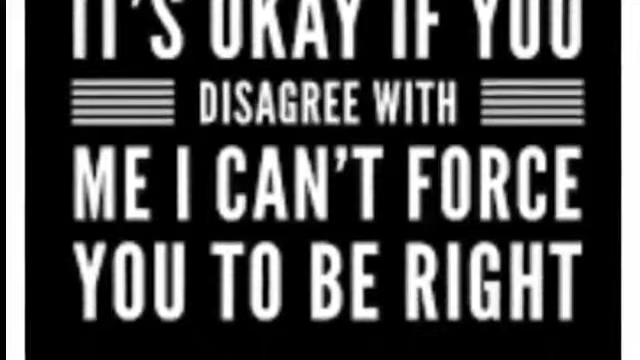 IT'S OKAY IF YOU
DISAGREE WITH
ME I CAN'T FORCE
YOU TO BE RIGHT